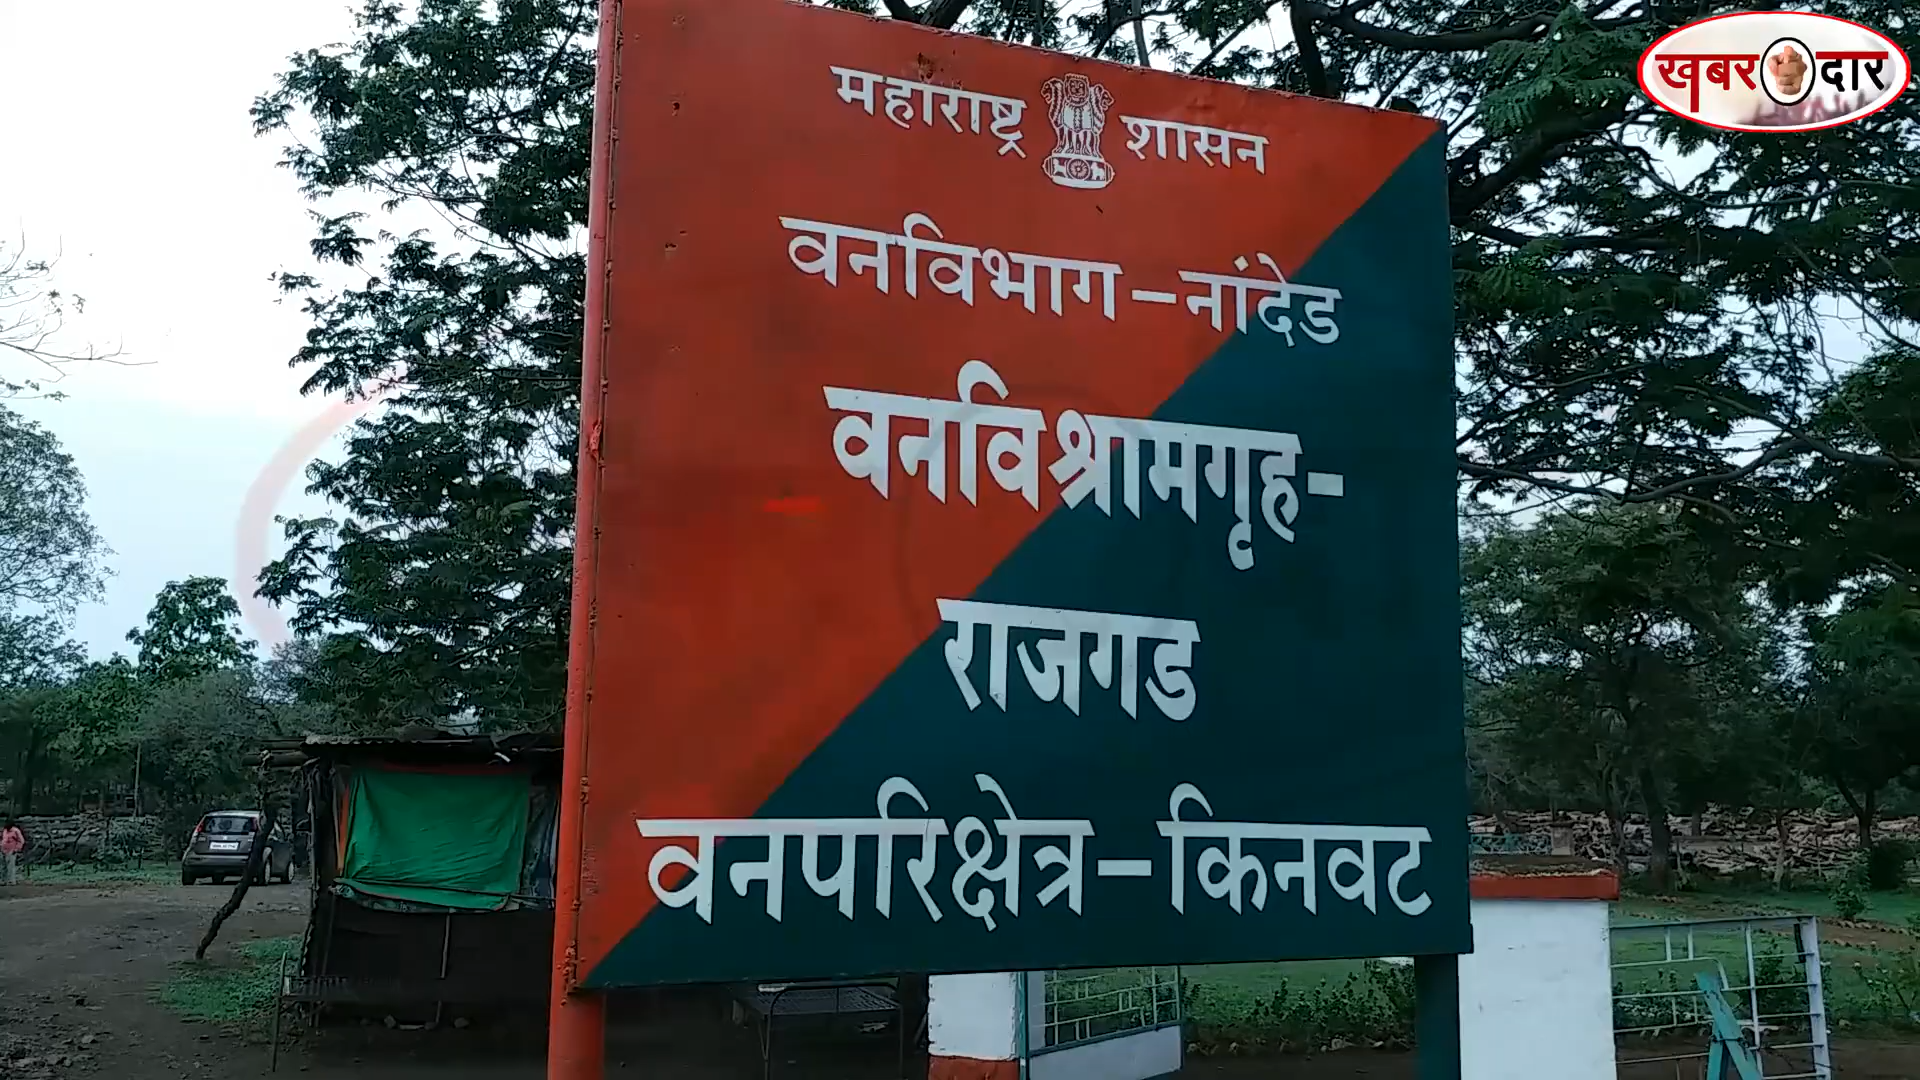 खबरदार
महाराष्ट्र शासन
वनविभाग - नांदेड
वनविश्रामगृह-
राजगड
वनपरिक्षेत्र - किनवट